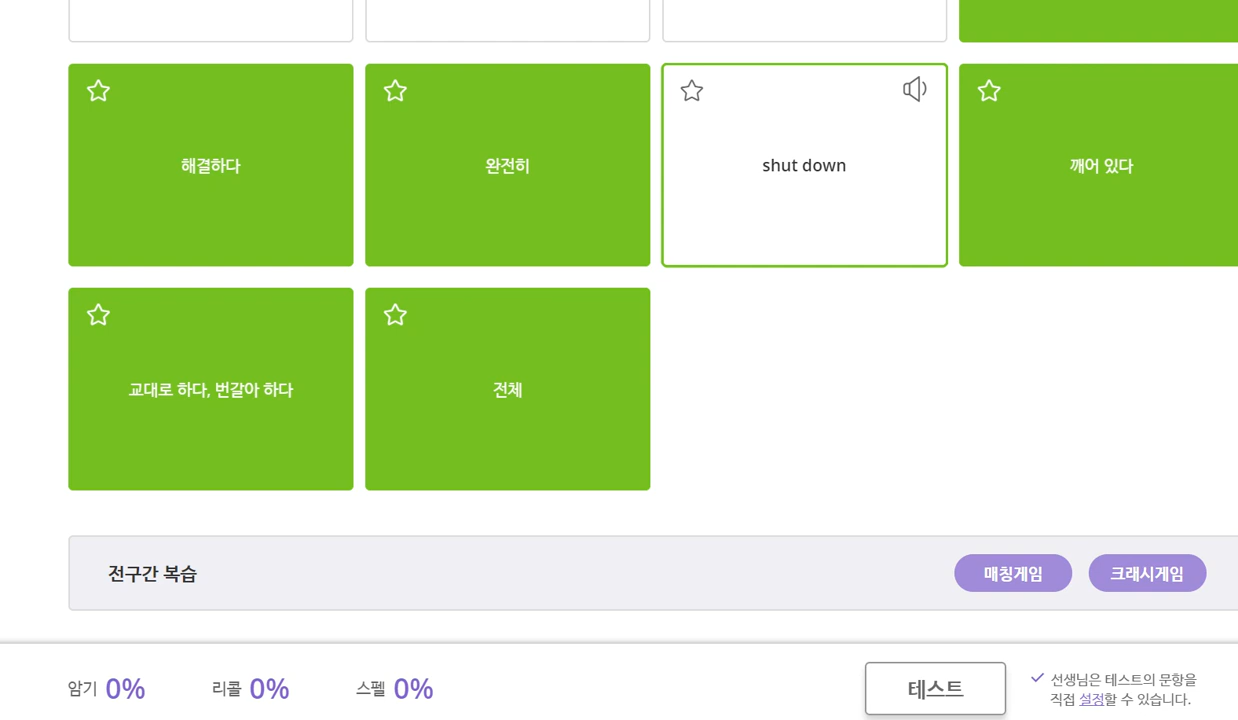 해결하다
완전히
shut down
깨어 있다
교대로 하다, 번갈아 하다
전체
전구간 복습
매칭게임
크래시게임
암기 0%
리콜 0%
스펠 0%
테스트
선생님은 테스트의 문항을
직접 설정할 수 있습니다.